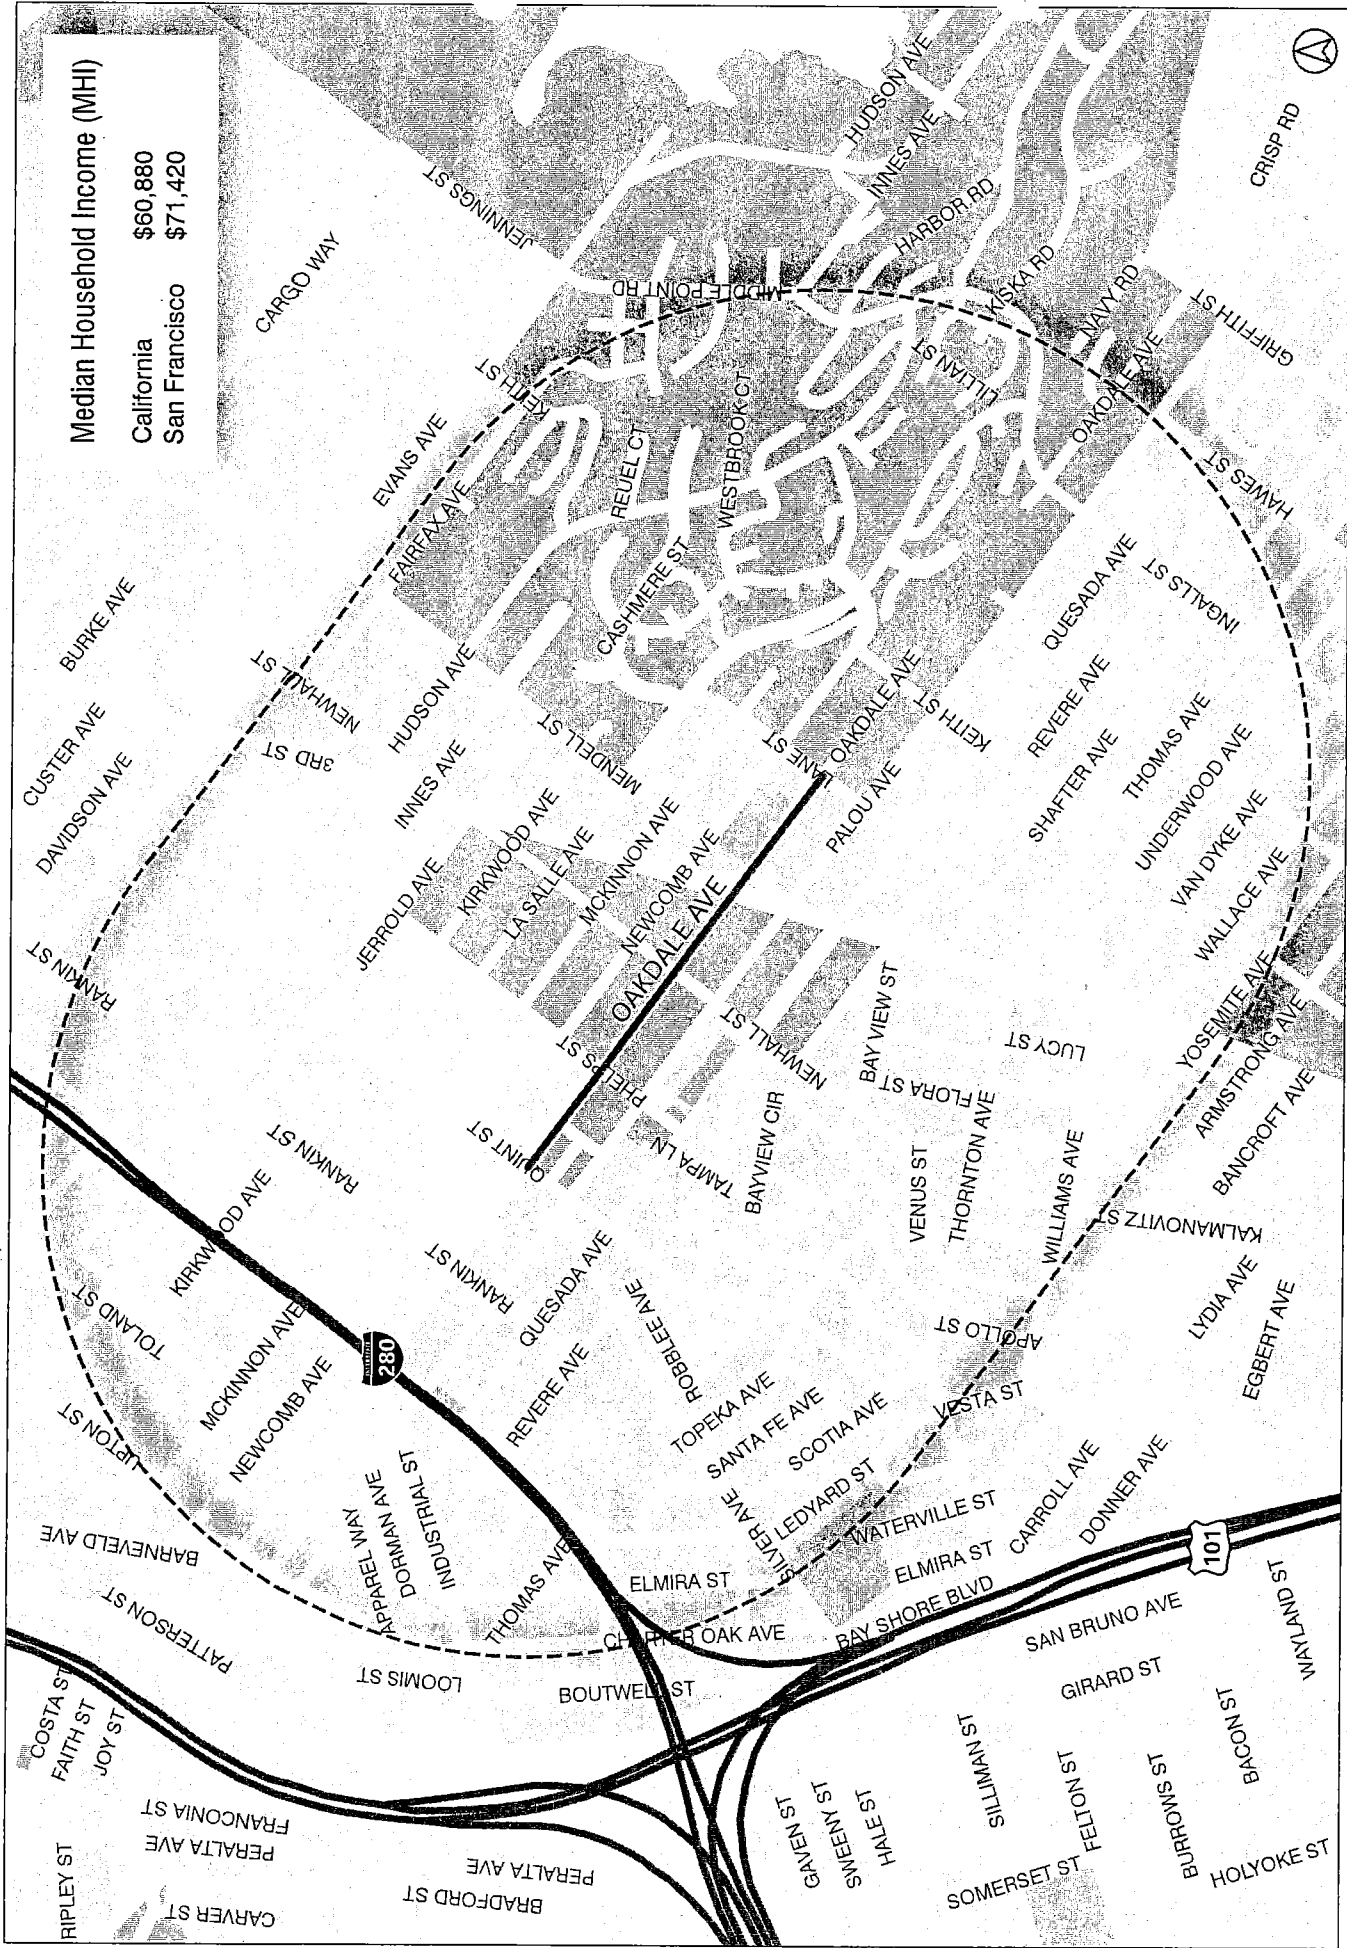 Median Household Income (MHI)
California $60,880
San Francisco $71,420
CARGO WAY
JENNINGS ST
HUDSON AVE
INNES AVE
HARBOR RD
CRISP RD
MIDDLE POINT RD
KISKA RD
NAVY RD
GRIFFITH ST
KEITH ST
LILLIAN ST
OAKDALE AVE
EVANS AVE
FAIRFAX AVE
REUEL CT
WESTBROOK CT
HAWES ST
BURKE AVE
CASHMERE ST
QUESADA AVE
INGALLS ST
NEWHALL ST
CUSTER AVE
DAVIDSON AVE
3RD ST
HUDSON AVE
INNES AVE
MENDELL ST
LANE ST
OAKDALE AVE
KEITH ST
REVERE AVE
THOMAS AVE
PALOU AVE
SHAFTER AVE
UNDERWOOD AVE
VAN DYKE AVE
WALLACE AVE
JERROLD AVE
KIRKWOOD AVE
LA SALLE AVE
MCKINNON AVE
NEWCOMB AVE
OAKDALE AVE
RANKIN ST
PHELPS ST
NEWHALL ST
BAY VIEW ST
LUCY ST
YOSEMITE AVE
ARMSTRONG AVE
BANCROFT AVE
QUINT ST
TAMPA LN
BAYVIEW CIR
FLORA ST
VENUS ST
THORNTON AVE
WILLIAMS AVE
KALMANOVITZ ST
RANKIN ST
KIRKWOOD AVE
TOLAND ST
MCKINNON AVE
NEWCOMB AVE
INTERSTATE
280
RANKIN ST
QUESADA AVE
REVERE AVE
ROBBLEE AVE
TOPEKA AVE
SANTA FE AVE
SCOTIA AVE
APOLLO ST
VESTA ST
LYDIA AVE
EGBERT AVE
UPTON ST
BARNEVELD AVE
PATTERSON ST
APPAREL WAY
DORMAN AVE
INDUSTRIAL ST
THOMAS AVE
SILVER AVE
LEDYARD ST
WATERVILLE ST
ELMIRA ST
CARROLL AVE
DONNER AVE
101
ELMIRA ST
CHARTER OAK AVE
BAY SHORE BLVD
SAN BRUNO AVE
WAYLAND ST
LOOMIS ST
BOUTWELL ST
GIRARD ST
COSTA ST
FAITH ST
JOY ST
FRANCONIA ST
PERALTA AVE
RIPLEY ST
CARVER ST
PERALTA AVE
BRADFORD ST
GAVEN ST
SWEENY ST
HALE ST
SILLIMAN ST
FELTON ST
BURROWS ST
BACON ST
SOMERSET ST
HOLYOKE ST